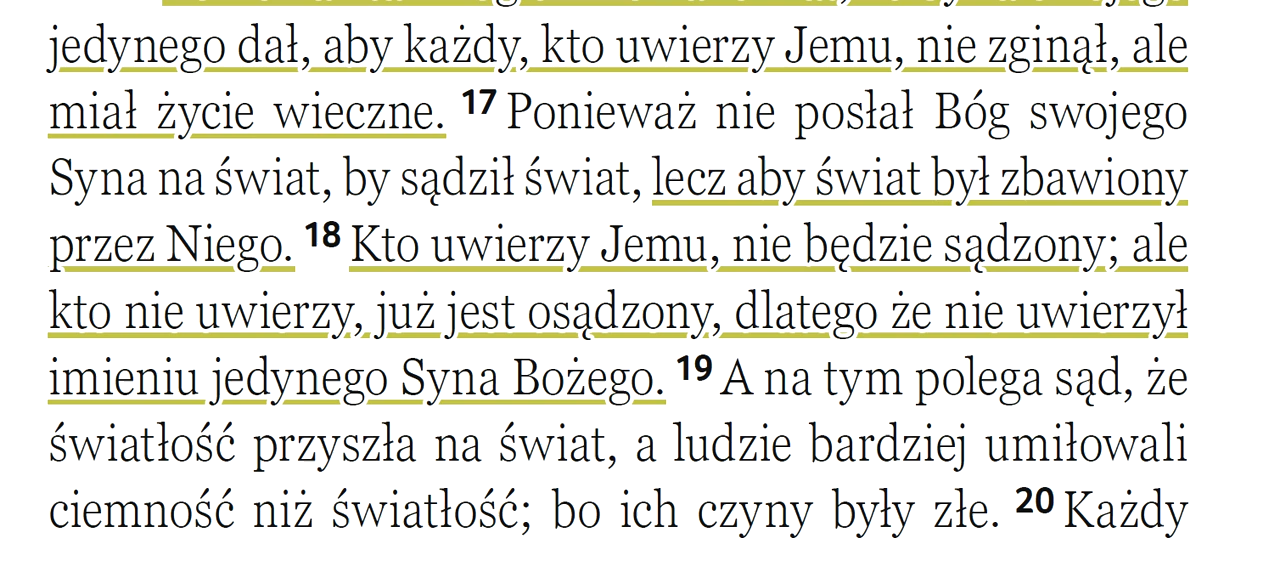 jedynego dał, aby każdy, kto uwierzy Jemu, nie zginął, ale
miał życie wieczne. 17 Ponieważ nie posłał Bóg swojego
Syna na świat, by sądził świat, lecz aby świat był zbawiony
przez Niego. 18 Kto uwierzy Jemu, nie będzie sądzony; ale
kto nie uwierzy, już jest osądzony, dlatego że nie uwierzył
imieniu jedynego Syna Bożego. 19 A na tym polega sąd, że
światłość przyszła na świat, a ludzie bardziej umiłowali
ciemność niż światłość; bo ich czyny były złe. 20 Każdy